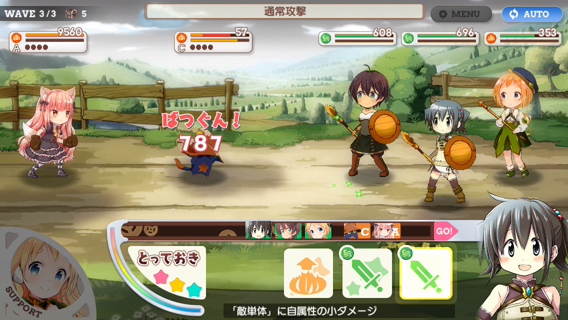 WAVE 3/3 5
通常攻撃
MENU
AUTO
9560
A
57
C
608
696
353
ばつぐん!
787
C
A
GO!
とっておき
SUPPORT
「敵単体」に自属性の小ダメージ